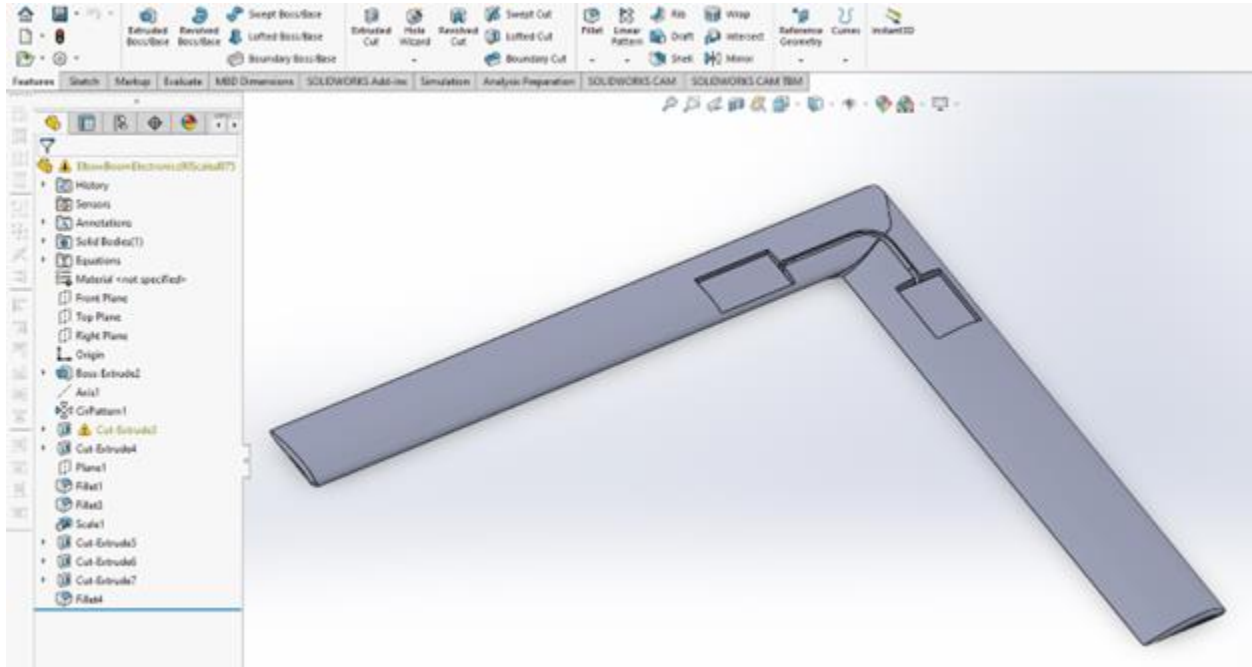 Extruded Boss/Base
Revolved Boss/Base
Swept Boss/Base
Lofted Boss/Base
Boundary Boss/Base
Extruded Cut
Hole Wizard
Revolved Cut
Swept Cut
Lofted Cut
Boundary Cut
Fillet
Linear Pattern
Rib
Draft
Shell
Wrap
Intersect
Mirror
Reference Geometry
Curves
Instant3D
Features Sketch Markup Evaluate MBD Dimensions SOLIDWORKS Add-Ins Simulation Analysis Preparation SOLIDWORKS CAM SOLIDWORKS CAM TBM
History
Sensors
Annotations
Solid Bodies(1)
Equations
Material <not specified>
Front Plane
Top Plane
Right Plane
Origin
Boss-Extrude2
Axis1
CirPattern1
Cut-Extrude3
Cut-Extrude4
Plane1
Fillet1
Fillet3
Scale1
Cut-Extrude5
Cut-Extrude6
Cut-Extrude7
Fillet4